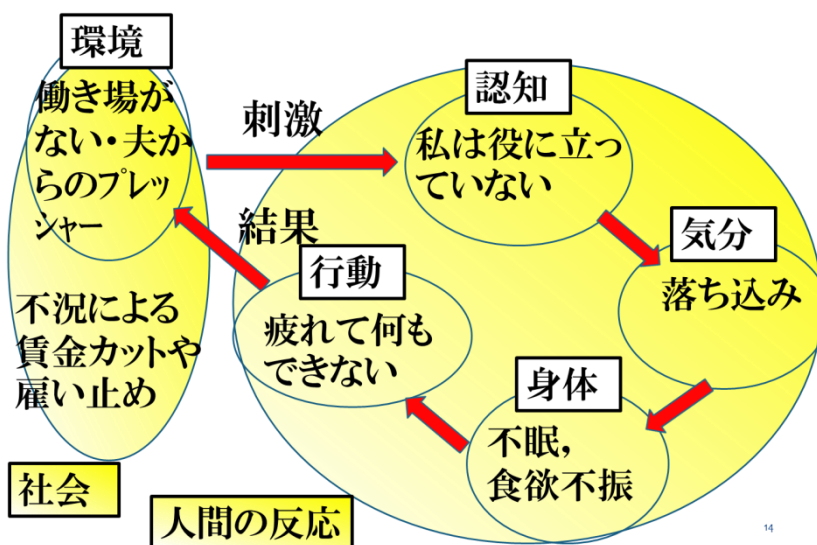 環境
働き場が
ない・夫か
らのプレッ
シャー
不況による
賃金カットや
雇い止め
社会
刺激
結果
認知
私は役に立っ
ていない
気分
落ち込み
身体
不眠,
食欲不振
行動
疲れて何も
できない
人間の反応
14